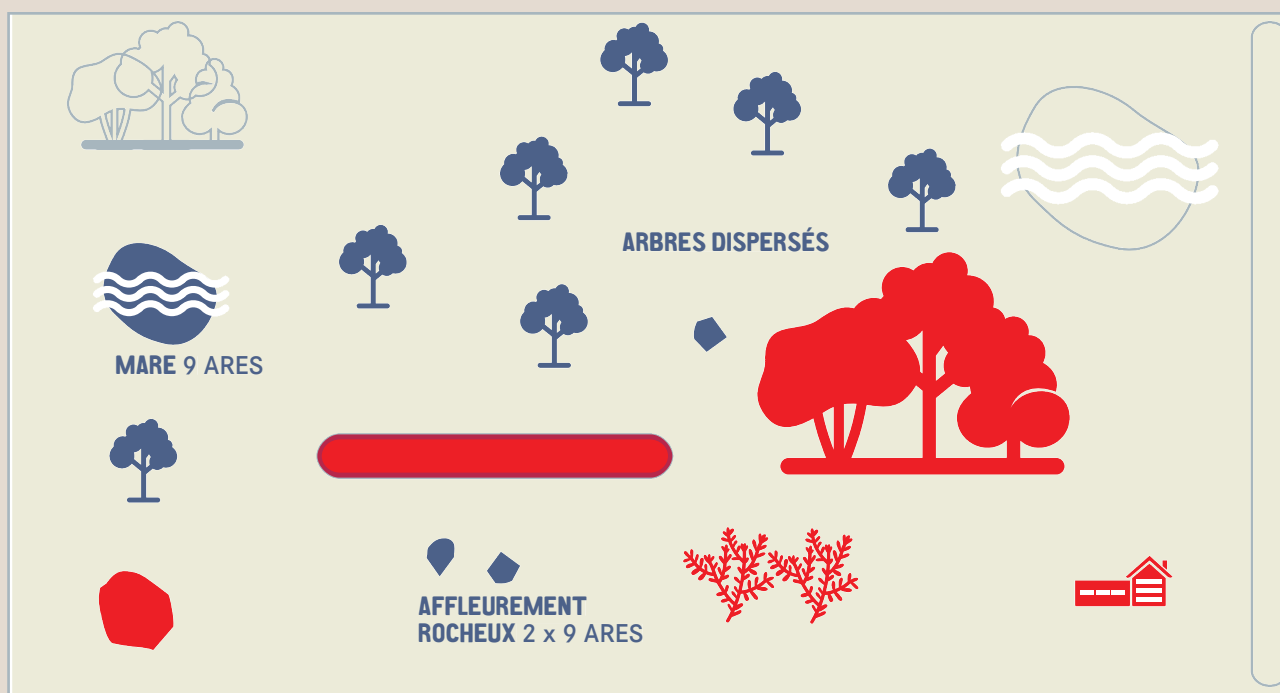 ARBRES DISPERSÉS
MARE 9 ARES
AFFLEUREMENT
ROCHEUX 2 x 9 ARES